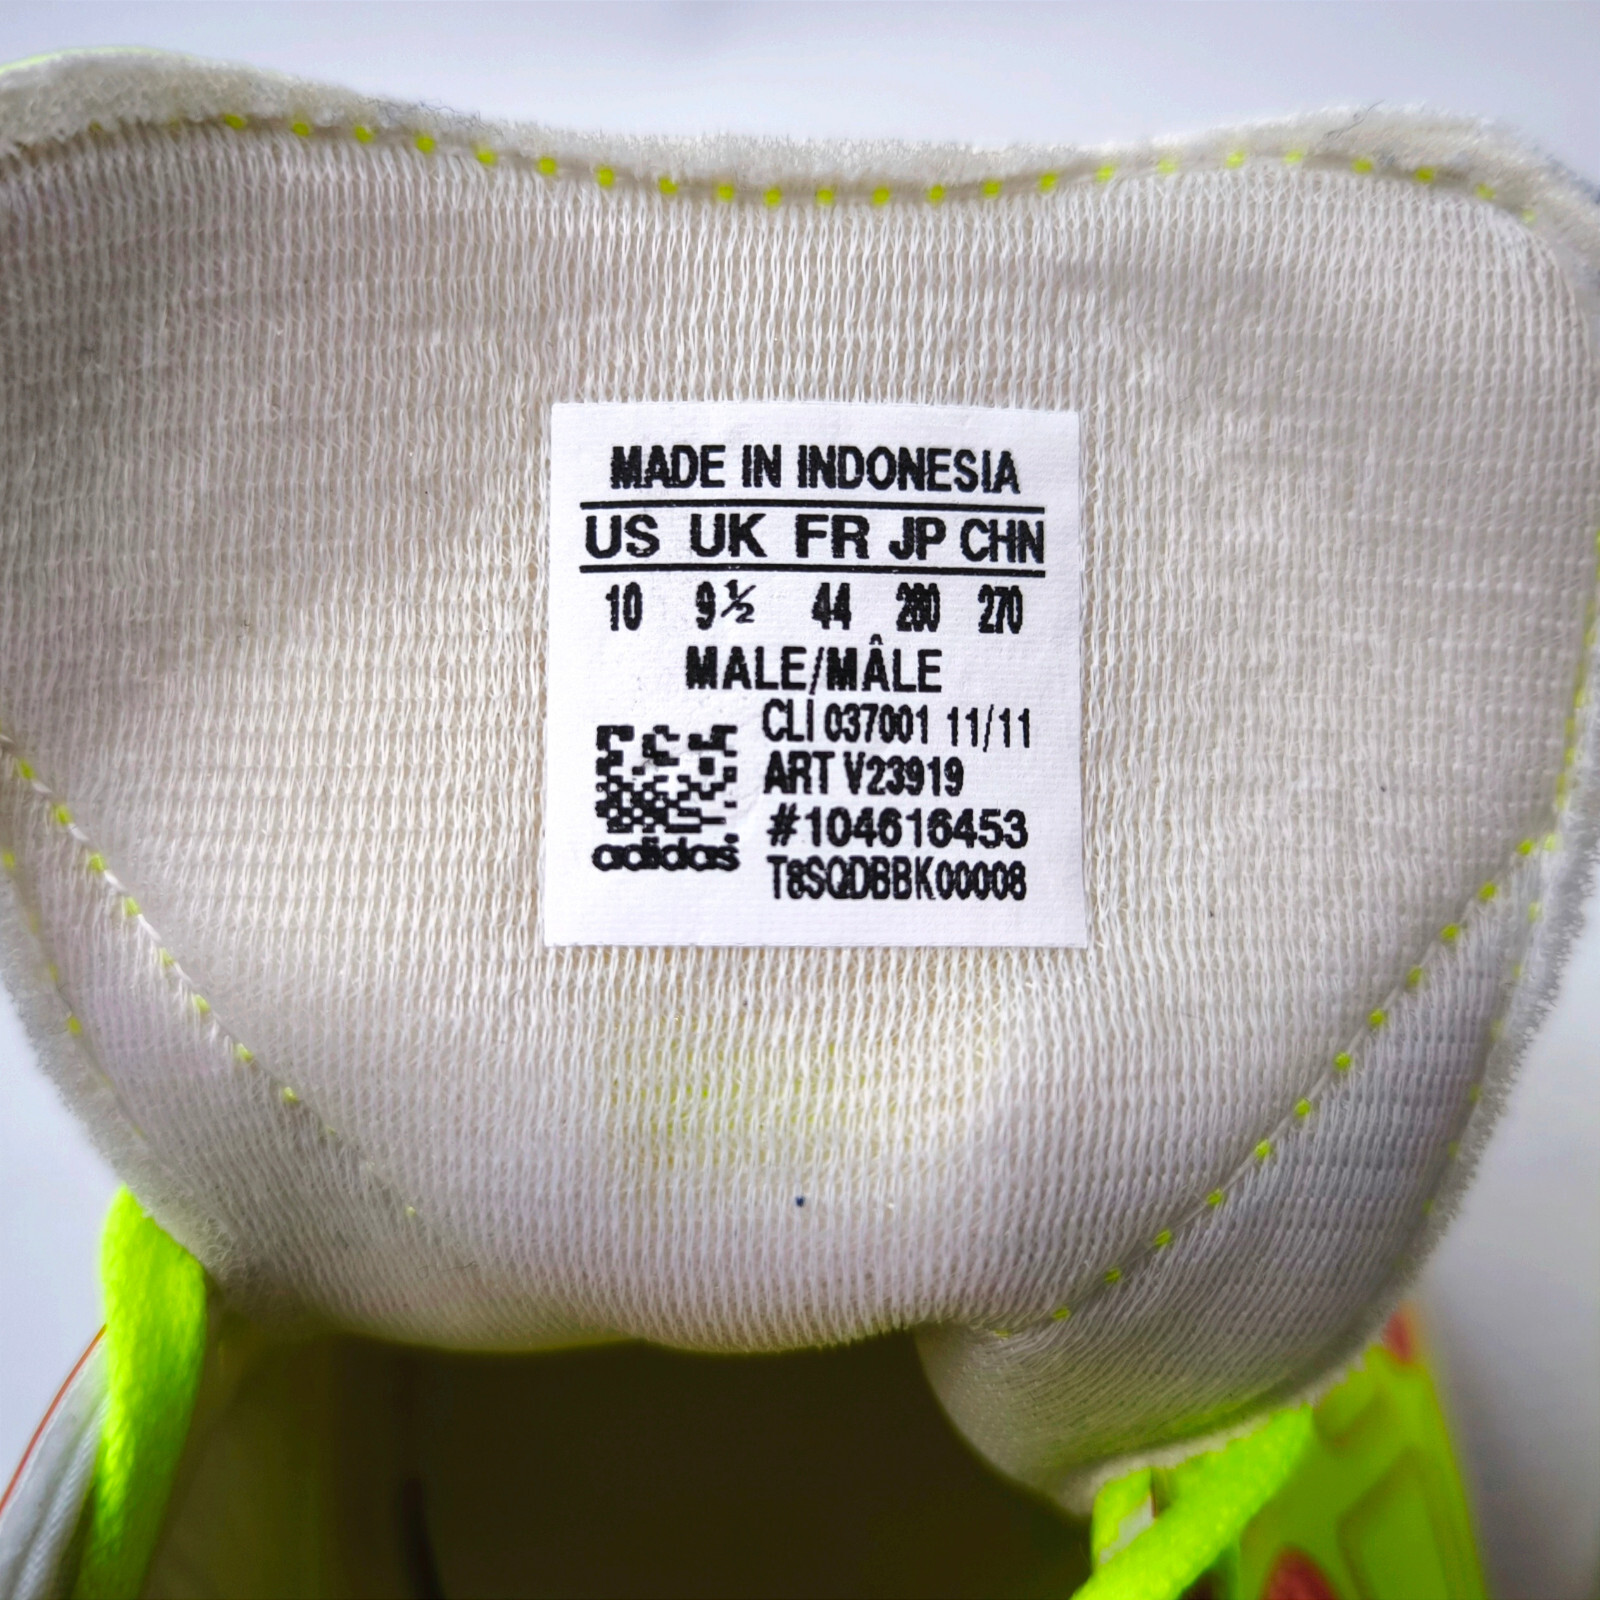 MADE IN INDONESIA
US UK FR JP CHN
10 9½ 44 280 270
MALE/MÂLE
CLI 037001 11/11
ART V23919
#104616453
T8SQDBBK00008
adidas